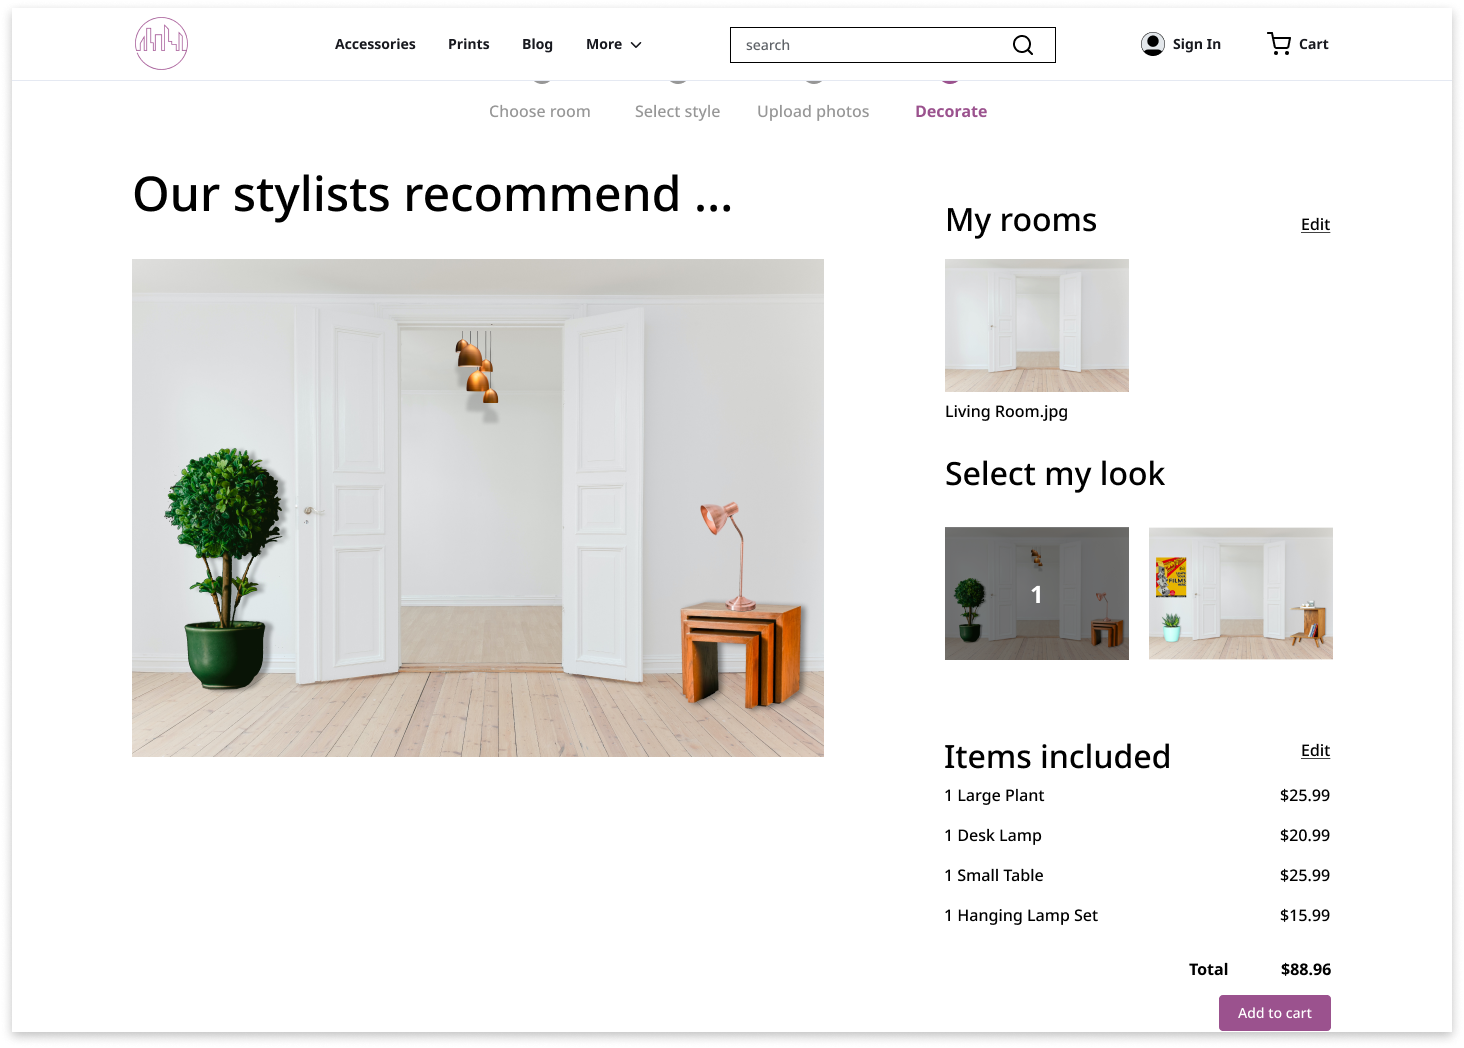 Accessories Prints Blog More search Sign In Cart
Choose room Select style Upload photos Decorate
Our stylists recommend ...
My rooms Edit
Living Room.jpg
Select my look
1
FILMS
Items included Edit
1 Large Plant $25.99
1 Desk Lamp $20.99
1 Small Table $25.99
1 Hanging Lamp Set $15.99
Total $88.96
Add to cart